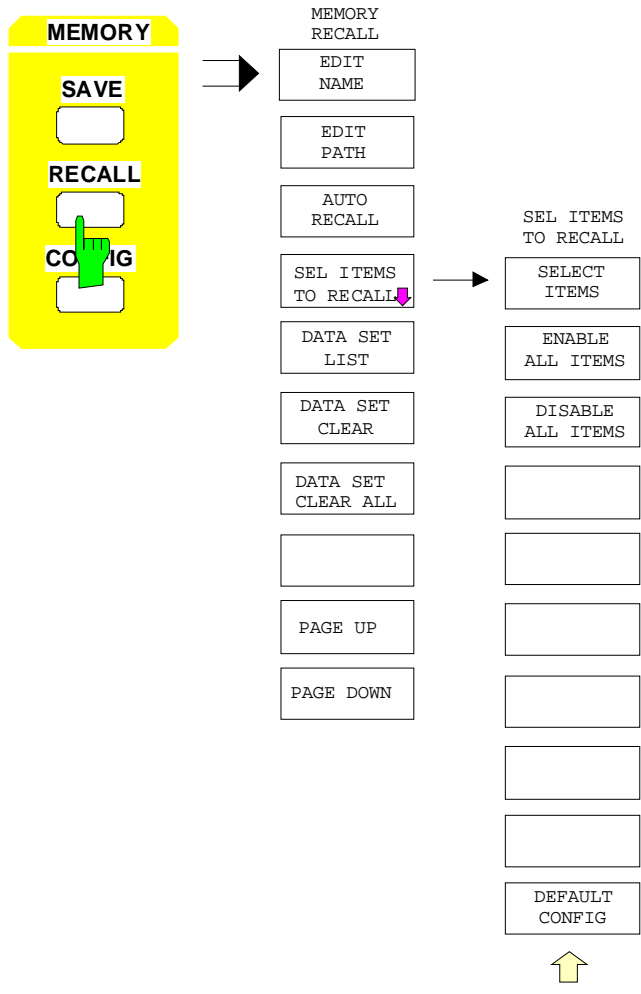 MEMORY
SAVE
RECALL
CO IG
MEMORY
RECALL
EDIT
NAME
EDIT
PATH
AUTO
RECALL
SEL ITEMS
TO RECALL
DATA SET
LIST
DATA SET
CLEAR
DATA SET
CLEAR ALL
PAGE UP
PAGE DOWN
SEL ITEMS
TO RECALL
SELECT
ITEMS
ENABLE
ALL ITEMS
DISABLE
ALL ITEMS
DEFAULT
CONFIG